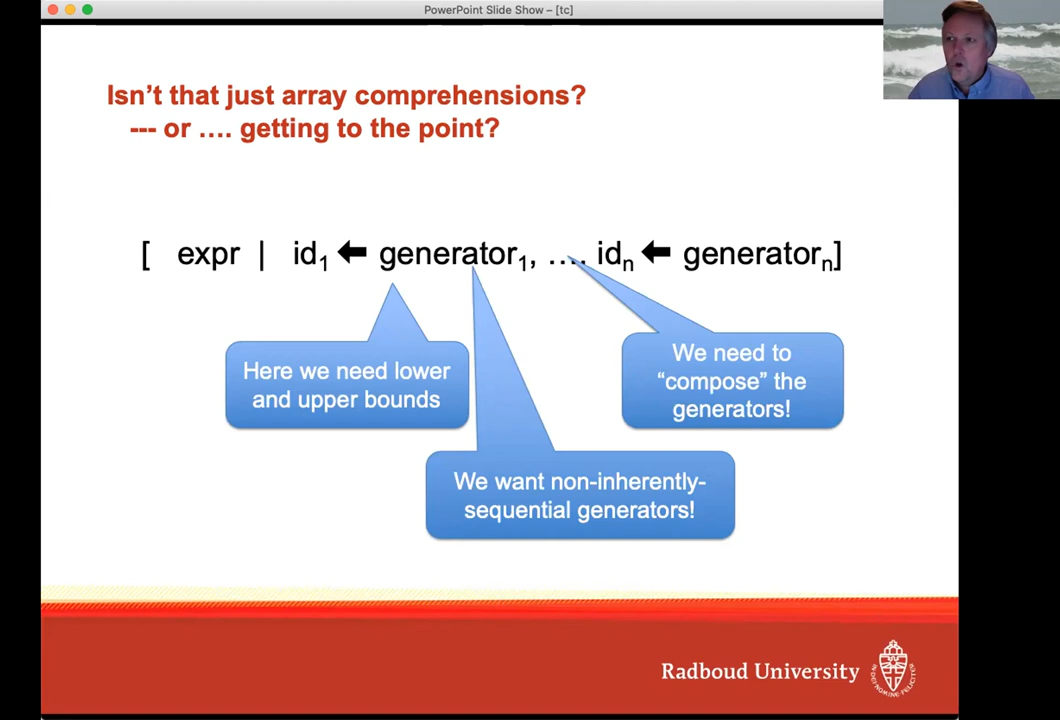 PowerPoint Slide Show – [tc]
Isn't that just array comprehensions?
--- or …. getting to the point?
[ expr | id₁ ⬅ generator₁, …. idₙ ⬅ generatorₙ]
Here we need lower
and upper bounds
We need to
“compose” the
generators!
We want non-inherently-
sequential generators!
Radboud University